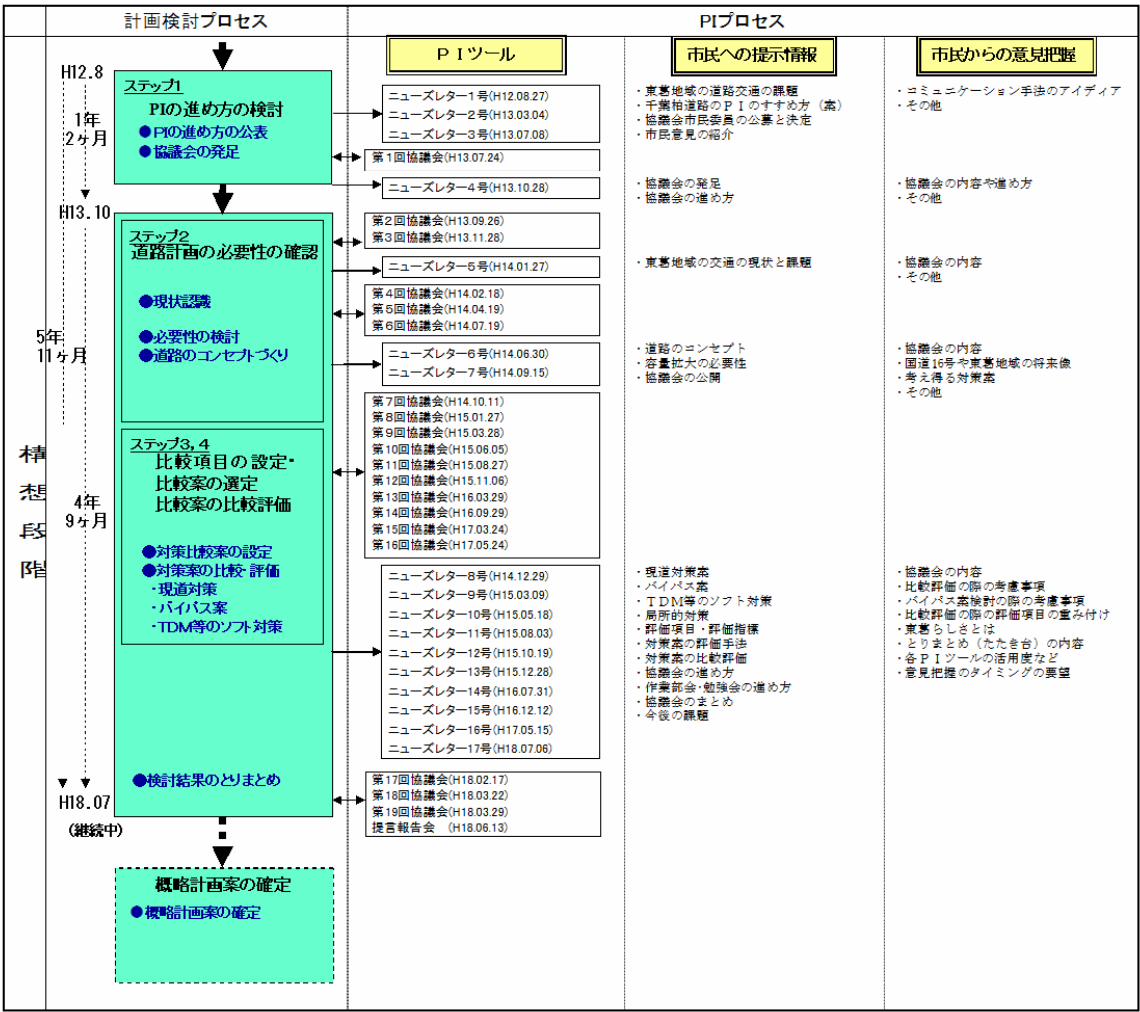 計画検討プロセス
PIプロセス
ＰＩツール
市民への提示情報
市民からの意見把握
構想段階
H12.8
1年
2ヶ月
H13.10
5年
11ヶ月
4年
9ヶ月
H18.07
(継続中)
ステップ1
PIの進め方の検討
●PIの進め方の公表
●協議会の発足
ニューズレター1号(H12.08.27)
ニューズレター2号(H13.03.04)
ニューズレター3号(H13.07.08)
・東葛地域の道路交通の課題
・千葉柏道路のＰＩのすすめ方（案）
・協議会市民委員の公募と決定
・市民意見の紹介
・コミュニケーション手法のアイディア
・その他
第1回協議会(H13.07.24)
ニューズレター4号(H13.10.28)
・協議会の発足
・協議会の進め方
・協議会の内容や進め方
・その他
ステップ2
道路計画の必要性の確認
●現状認識
●必要性の検討
●道路のコンセプトづくり
第2回協議会(H13.09.26)
第3回協議会(H13.11.28)
ニューズレター5号(H14.01.27)
・東葛地域の交通の現状と課題
・協議会の内容
・その他
第4回協議会(H14.02.18)
第5回協議会(H14.04.19)
第6回協議会(H14.07.19)
ニューズレター6号(H14.06.30)
ニューズレター7号(H14.09.15)
・道路のコンセプト
・容量拡大の必要性
・協議会の公開
・協議会の内容
・国道16号や東葛地域の将来像
・考え得る対策案
・その他
ステップ3,4
比較項目の設定・
比較案の選定
比較案の比較評価
●対策比較案の設定
●対策案の比較・評価
・現道対策
・バイパス案
・TDM等のソフト対策
●検討結果のとりまとめ
第7回協議会(H14.10.11)
第8回協議会(H15.01.27)
第9回協議会(H15.03.28)
第10回協議会(H15.06.05)
第11回協議会(H15.08.27)
第12回協議会(H15.11.06)
第13回協議会(H16.03.29)
第14回協議会(H16.09.29)
第15回協議会(H17.03.24)
第16回協議会(H17.05.24)
ニューズレター8号(H14.12.29)
ニューズレター9号(H15.03.09)
ニューズレター10号(H15.05.18)
ニューズレター11号(H15.08.03)
ニューズレター12号(H15.10.19)
ニューズレター13号(H15.12.28)
ニューズレター14号(H16.07.31)
ニューズレター15号(H16.12.12)
ニューズレター16号(H17.05.15)
ニューズレター17号(H18.07.06)
・現道対策案
・バイパス案
・ＴＤＭ等のソフト対策
・局所的対策
・評価項目・評価指標
・対策案の評価手法
・対策案の比較評価
・協議会の進め方
・作業部会・勉強会の進め方
・協議会のまとめ
・今後の課題
・協議会の内容
・比較評価の際の考慮事項
・バイパス案検討の際の考慮事項
・比較評価の際の評価項目の重み付け
・東葛らしさとは
・とりまとめ（たたき台）の内容
・各ＰＩツールの活用度など
・意見把握のタイミングの要望
第17回協議会(H18.02.17)
第18回協議会(H18.03.22)
第19回協議会(H18.03.29)
提言報告会　(H18.06.13)
概略計画案の確定
●概略計画案の確定